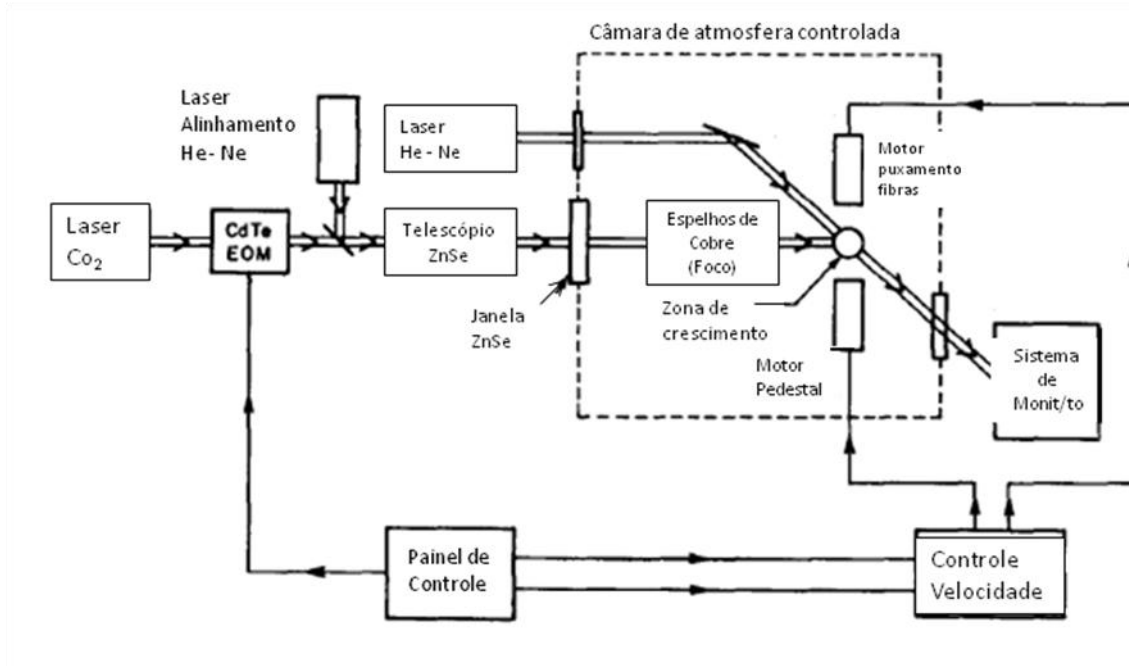 Câmara de atmosfera controlada
Laser
Alinhamento
He- Ne
Laser
He - Ne
Motor
puxamento
fibras
Laser
Co2
CdTe
EOM
Telescópio
ZnSe
Espelhos de
Cobre
(Foco)
Janela
ZnSe
Zona de
crescimento
Motor
Pedestal
Sistema
de
Monit/to
Painel de
Controle
Controle
Velocidade